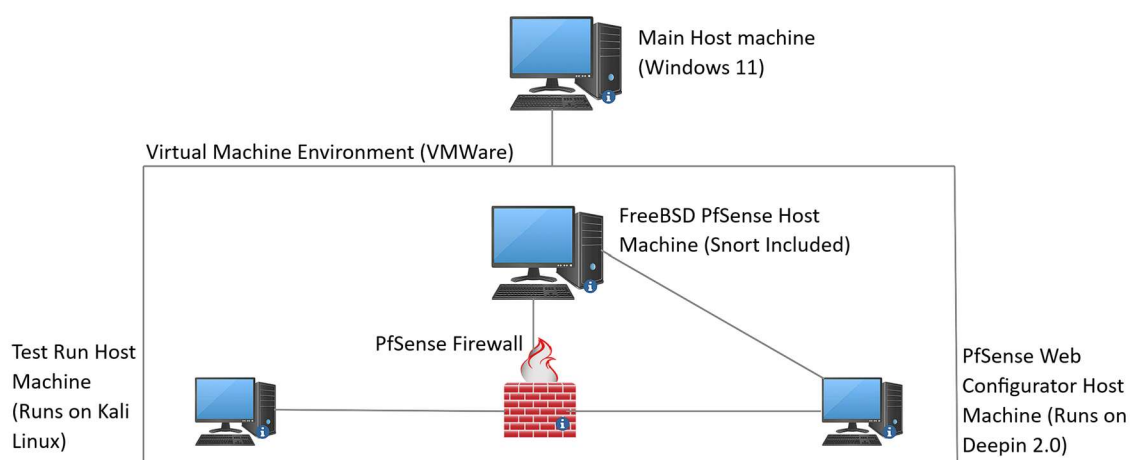 Main Host machine
(Windows 11)
Virtual Machine Environment (VMWare)
FreeBSD PfSense Host
Machine (Snort Included)
PfSense Firewall
Test Run Host
Machine
(Runs on Kali
Linux)
PfSense Web
Configurator Host
Machine (Runs on
Deepin 2.0)